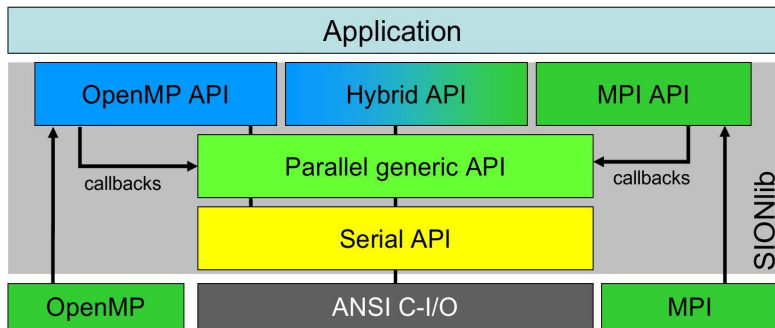 Application
OpenMP API
Hybrid API
MPI API
Parallel generic API
callbacks
callbacks
Serial API
SIONlib
OpenMP
ANSI C-I/O
MPI